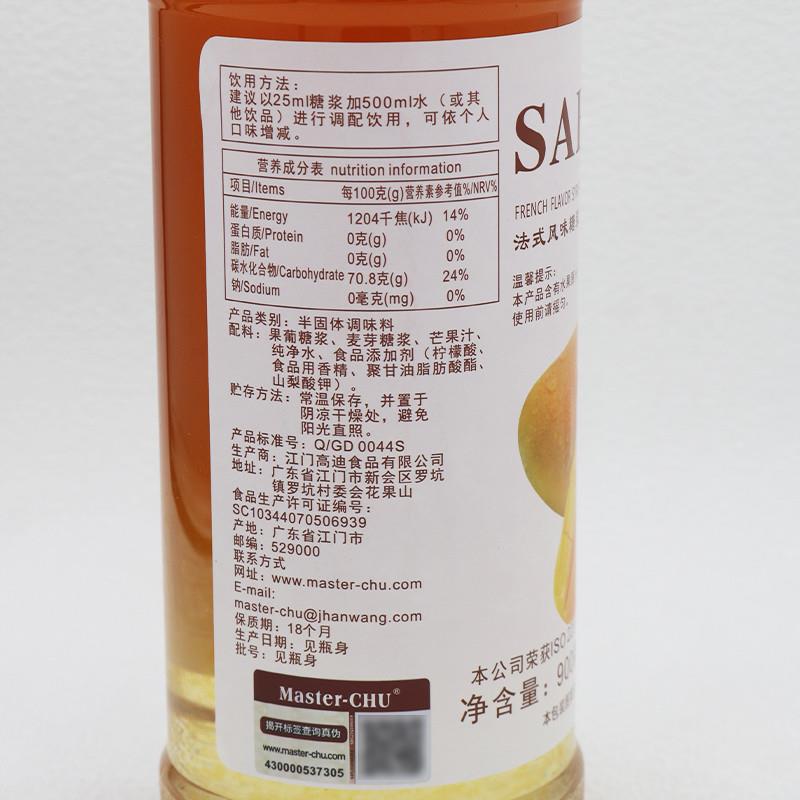 饮用方法：
建议以25ml糖浆加500ml水（或其
他饮品）进行调配饮用，可依个人
口味增减。
营养成分表 nutrition information
项目/Items 每100克(g) 营养素参考值%/NRV%
能量/Energy 1204千焦(kJ) 14%
蛋白质/Protein 0克(g) 0%
脂肪/Fat 0克(g) 0%
碳水化合物/Carbohydrate 70.8克(g) 24%
钠/Sodium 0毫克(mg) 0%
产品类别：半固体调味料
配料：果葡糖浆、麦芽糖浆、芒果汁、
纯净水、食品添加剂（柠檬酸、
食品用香精、聚甘油脂肪酸酯、
山梨酸钾）。
贮存方法：常温保存，并置于
阴凉干燥处，避免
阳光直照。
产品标准号：Q/GD 0044S
生产商：江门高迪食品有限公司
地址：广东省江门市新会区罗坑
镇罗坑村委会花果山
食品生产许可证编号：
SC10344070506939
产地：广东省江门市
邮编：529000
联系方式
网址：www.master-chu.com
E-mail:
master-chu@jhanwang.com
保质期：18个月
生产日期：见瓶身
批号：见瓶身
Master-CHU®
揭开标签查询真伪
www.master-chu.com
430000537305
FRENCH FLAVOR
法式风味糖
温馨提示：
本产品含有水果
使用前请摇匀。
本公司荣获ISO
净含量：900